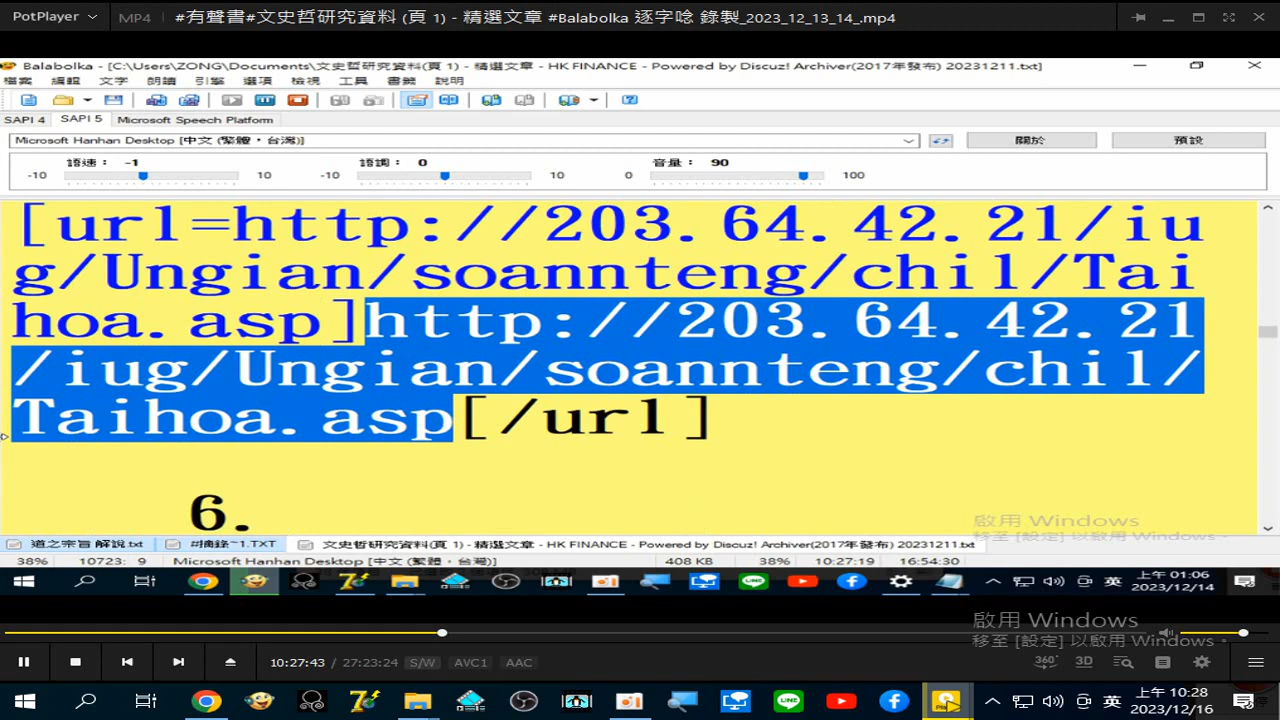 PotPlayer
MP4
#有聲書#文史哲研究資料 (頁 1) - 精選文章 #Balabolka 逐字唸 錄製_2023_12_13_14_.mp4
Balabolka - [C:\Users\ZONG\Documents\文史哲研究資料(頁 1) - 精選文章 - HK FINANCE - Powered by Discuz! Archiver(2017年發布) 20231211.txt]
檔案 編輯 文字 朗讀 引擎 選項 檢視 工具 書籤 說明
SAPI 4 SAPI 5 Microsoft Speech Platform
Microsoft Hanhan Desktop [中文 (繁體，台灣)]
關於
預設
語速： -1
語調： 0
音量： 90
-10 10
-10 10
0 100
[url=http://203.64.42.21/iu
g/Ungian/soannteng/chil/Tai
hoa.asp]http://203.64.42.21
/iug/Ungian/soannteng/chil/
Taihoa.asp[/url]
6.
啟用 Windows
移至 [設定] 以啟用 Windows。
道之宗旨 解說.txt
#摘錄~1.TXT
文史哲研究資料(頁 1) - 精選文章 - HK FINANCE - Powered by Discuz! Archiver(2017年發布) 20231211.txt
38% 10723: 9 Microsoft Hanhan Desktop [中文 (繁體，台灣)] 408 KB 38% 10:27:19 16:54:30
英
上午 01:06
2023/12/14
啟用 Windows
移至 [設定] 以啟用 Windows。
10:27:43 / 27:23:24 S/W AVC1 AAC
360°
3D
英
上午 10:28
2023/12/16